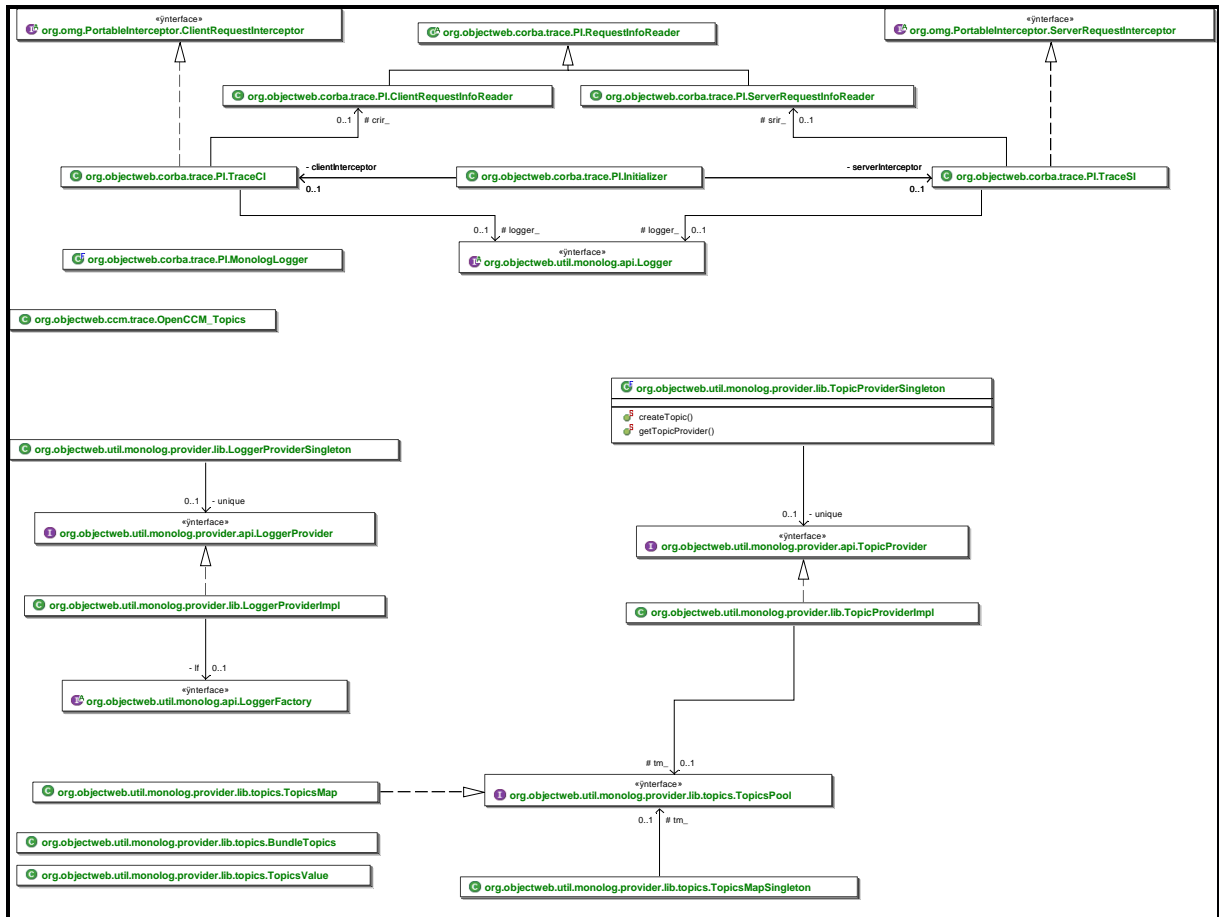 «ÿnterface»
org.omg.PortableInterceptor.ClientRequestInterceptor
org.objectweb.corba.trace.PI.RequestInfoReader
«ÿnterface»
org.omg.PortableInterceptor.ServerRequestInterceptor
org.objectweb.corba.trace.PI.ClientRequestInfoReader
org.objectweb.corba.trace.PI.ServerRequestInfoReader
0..1 # crir_
# srir_ 0..1
org.objectweb.corba.trace.PI.TraceCI
- clientInterceptor
0..1
org.objectweb.corba.trace.PI.Initializer
- serverInterceptor
0..1
org.objectweb.corba.trace.PI.TraceSI
0..1 # logger_
# logger_ 0..1
org.objectweb.corba.trace.PI.MonologLogger
«ÿnterface»
org.objectweb.util.monolog.api.Logger
org.objectweb.ccm.trace.OpenCCM_Topics
org.objectweb.util.monolog.provider.lib.TopicProviderSingleton
createTopic()
getTopicProvider()
org.objectweb.util.monolog.provider.lib.LoggerProviderSingleton
0..1 - unique
«ÿnterface»
org.objectweb.util.monolog.provider.api.LoggerProvider
0..1 - unique
«ÿnterface»
org.objectweb.util.monolog.provider.api.TopicProvider
org.objectweb.util.monolog.provider.lib.LoggerProviderImpl
org.objectweb.util.monolog.provider.lib.TopicProviderImpl
- lf 0..1
«ÿnterface»
org.objectweb.util.monolog.api.LoggerFactory
# tm_ 0..1
org.objectweb.util.monolog.provider.lib.topics.TopicsMap
«ÿnterface»
org.objectweb.util.monolog.provider.lib.topics.TopicsPool
0..1 # tm_
org.objectweb.util.monolog.provider.lib.topics.BundleTopics
org.objectweb.util.monolog.provider.lib.topics.TopicsValue
org.objectweb.util.monolog.provider.lib.topics.TopicsMapSingleton